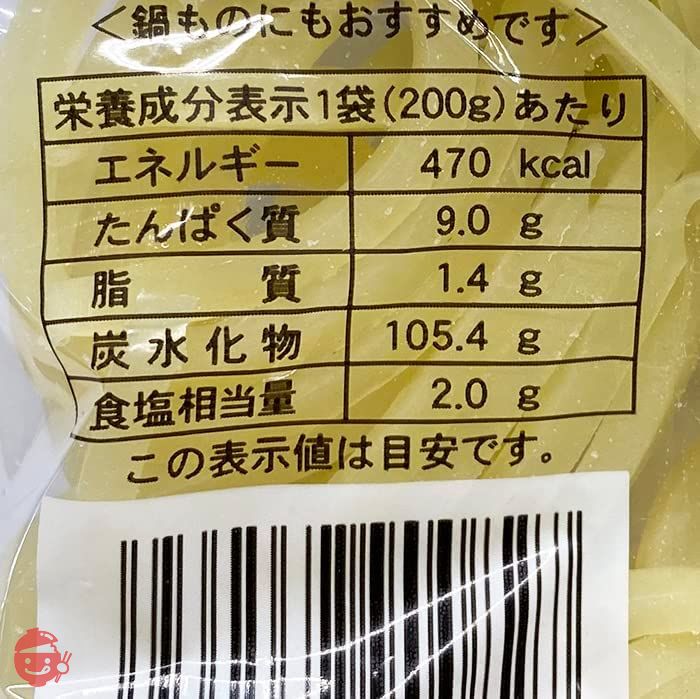 <鍋ものにもおすすめです>
栄養成分表示1袋(200g)あたり
エネルギー 470 kcal
たんぱく質 9.0 g
脂質 1.4 g
炭水化物 105.4 g
食塩相当量 2.0 g
この表示値は目安です。